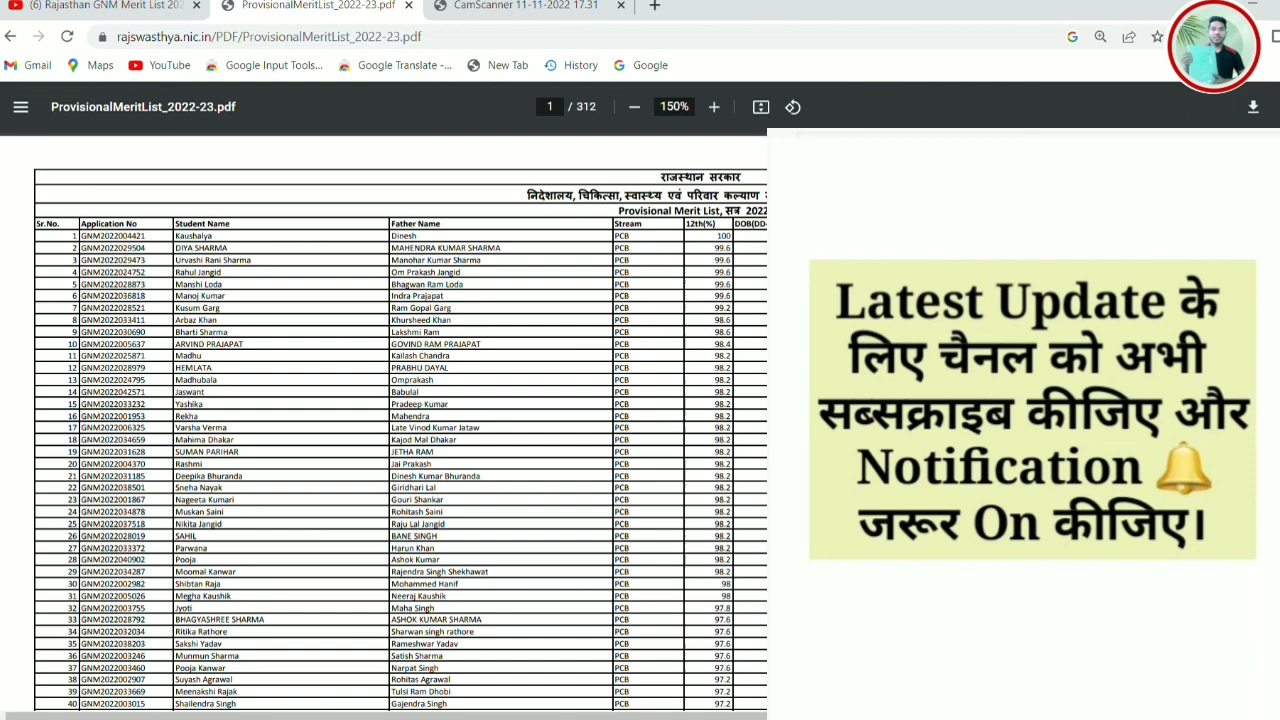 (6) Rajasthan GNM Merit List 202
ProvisionalMeritList_2022-23.pdf
CamScanner 11-11-2022 17.31
rajswasthya.nic.in/PDF/ProvisionalMeritList_2022-23.pdf
Gmail Maps YouTube Google Input Tools... Google Translate -... New Tab History Google
ProvisionalMeritList_2022-23.pdf 1 / 312 150%
राजस्थान सरकार
निदेशालय, चिकित्सा, स्वास्थ्य एवं परिवार कल्याण
Provisional Merit List, सत्र 2022
Sr.No. Application No Student Name Father Name Stream 12th(%) DOB(DD-
1 GNM2022004421 Kaushalya Dinesh PCB 100
2 GNM2022029504 DIYA SHARMA MAHENDRA KUMAR SHARMA PCB 99.6
3 GNM2022029473 Urvashi Rani Sharma Manohar Kumar Sharma PCB 99.6
4 GNM2022024752 Rahul Jangid Om Prakash Jangid PCB 99.6
5 GNM2022028873 Manshi Loda Bhagwan Ram Loda PCB 99.6
6 GNM2022036818 Manoj Kumar Indra Prajapat PCB 99.6
7 GNM2022028521 Kusum Garg Ram Gopal Garg PCB 99.2
8 GNM2022033411 Arbaz Khan Khursheed Khan PCB 98.6
9 GNM2022030690 Bharti Sharma Lakshmi Ram PCB 98.6
10 GNM2022005637 ARVIND PRAJAPAT GOVIND RAM PRAPAT PCB 98.4
11 GNM2022025871 Madhu Kailash Chandra PCB 98.2
12 GNM2022028979 HEMLATA PRABHU DAYAL PCB 98.2
13 GNM2022024795 Madhubala Omprakash PCB 98.2
14 GNM2022042571 Jaswant Babulal PCB 98.2
15 GNM2022033232 Yashika Pradeep Kumar PCB 98.2
16 GNM2022001953 Rekha Mahendra PCB 98.2
17 GNM2022006325 Varsha Verma Late Vinod Kumar Jataw PCB 98.2
18 GNM2022034659 Mahima Dhakar Kajod Mal Dhakar PCB 98.2
19 GNM2022031628 SUMAN PARIHAR JETHA RAM PCB 98.2
20 GNM2022004370 Rashmi Jai Prakash PCB 98.2
21 GNM2022031185 Deepika Bhuranda Dinesh Kumar Bhuranda PCB 98.2
22 GNM2022038501 Sneha Nayak Giridhari Lal PCB 98.2
23 GNM2022001867 Nageeta Kumari Gouri Shankar PCB 98.2
24 GNM2022034878 Muskan Saini Rohitash Saini PCB 98.2
25 GNM2022037518 Nikita Jangid Raju Lal Jangid PCB 98.2
26 GNM2022028019 SAHIL BANE SINGH PCB 98.2
27 GNM2022033372 Parwana Harun Khan PCB 98.2
28 GNM2022040902 Pooja Ashok Kumar PCB 98.2
29 GNM2022034287 Moomal Kanwar Rajendra Singh Shekhawat PCB 98.2
30 GNM2022002982 Shibtan Raja Mohammed Hanif PCB 98
31 GNM2022005026 Megha Kaushik Neeraj Kaushik PCB 98
32 GNM2022003755 Jyoti Maha Singh PCB 97.8
33 GNM2022028792 BHAGYASHREE SHARMA ASHOK KUMAR SHARMA PCB 97.6
34 GNM2022032034 Ritika Rathore Sharwan singh rathore PCB 97.6
35 GNM2022038203 Sakshi Yadav Rameshwar Yadav PCB 97.6
36 GNM2022003246 Munmun Sharma Satish Sharma PCB 97.6
37 GNM2022003460 Pooja Kanwar Narpat Singh PCB 97.6
38 GNM2022002907 Suyash Agrawal Rohitas Agrawal PCB 97.2
39 GNM2022033669 Meenakshi Rajak Tulsi Ram Dhobi PCB 97.2
40 GNM2022003015 Shailendra Singh Gajendra Singh PCB 97.2
Latest Update के
लिए चैनल को अभी
सब्सक्राइब कीजिए और
Notification
जरूर On कीजिए।